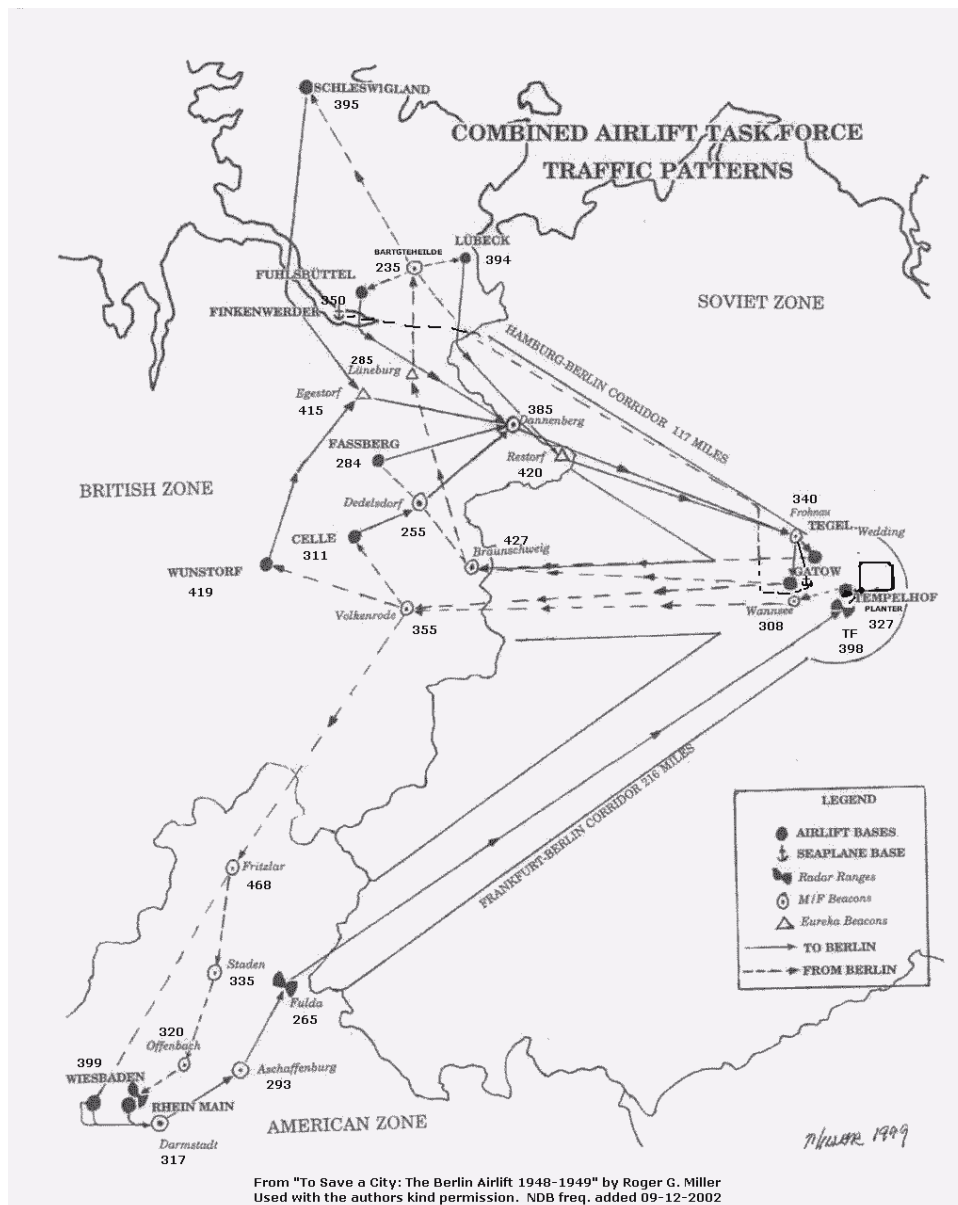 SCHLESWIGLAND
395
COMBINED AIRLIFT TASK FORCE
TRAFFIC PATTERNS
BARTGTEHEILDE
235
LÜBECK
394
FUHLSBÜTTEL
350
FINKENWERDER
SOVIET ZONE
HAMBURG-BERLIN CORRIDOR 117 MILES
285
Lüneburg
Egestorf
415
385
Dannenberg
FASSBERG
284
Restorf
420
BRITISH ZONE
Dedelsdorf
255
340
Frohnau
TEGEL
Wedding
CELLE
311
427
Braunschweig
WUNSTORF
419
GATOW
TEMPELHOF
PLANTER
327
Wannsee
308
TF
398
Volkenrode
355
FRANKFURT-BERLIN CORRIDOR 216 MILES
LEGEND
AIRLIFT BASES
SEAPLANE BASE
Radar Ranges
M/F Beacons
Eureka Beacons
TO BERLIN
FROM BERLIN
Fritzlar
468
Staden
335
Fulda
265
320
Offenbach
399
WIESBADEN
RHEIN MAIN
Aschaffenburg
293
Darmstadt
317
AMERICAN ZONE
1999
From "To Save a City: The Berlin Airlift 1948-1949" by Roger G. Miller
Used with the authors kind permission. NDB freq. added 09-12-2002